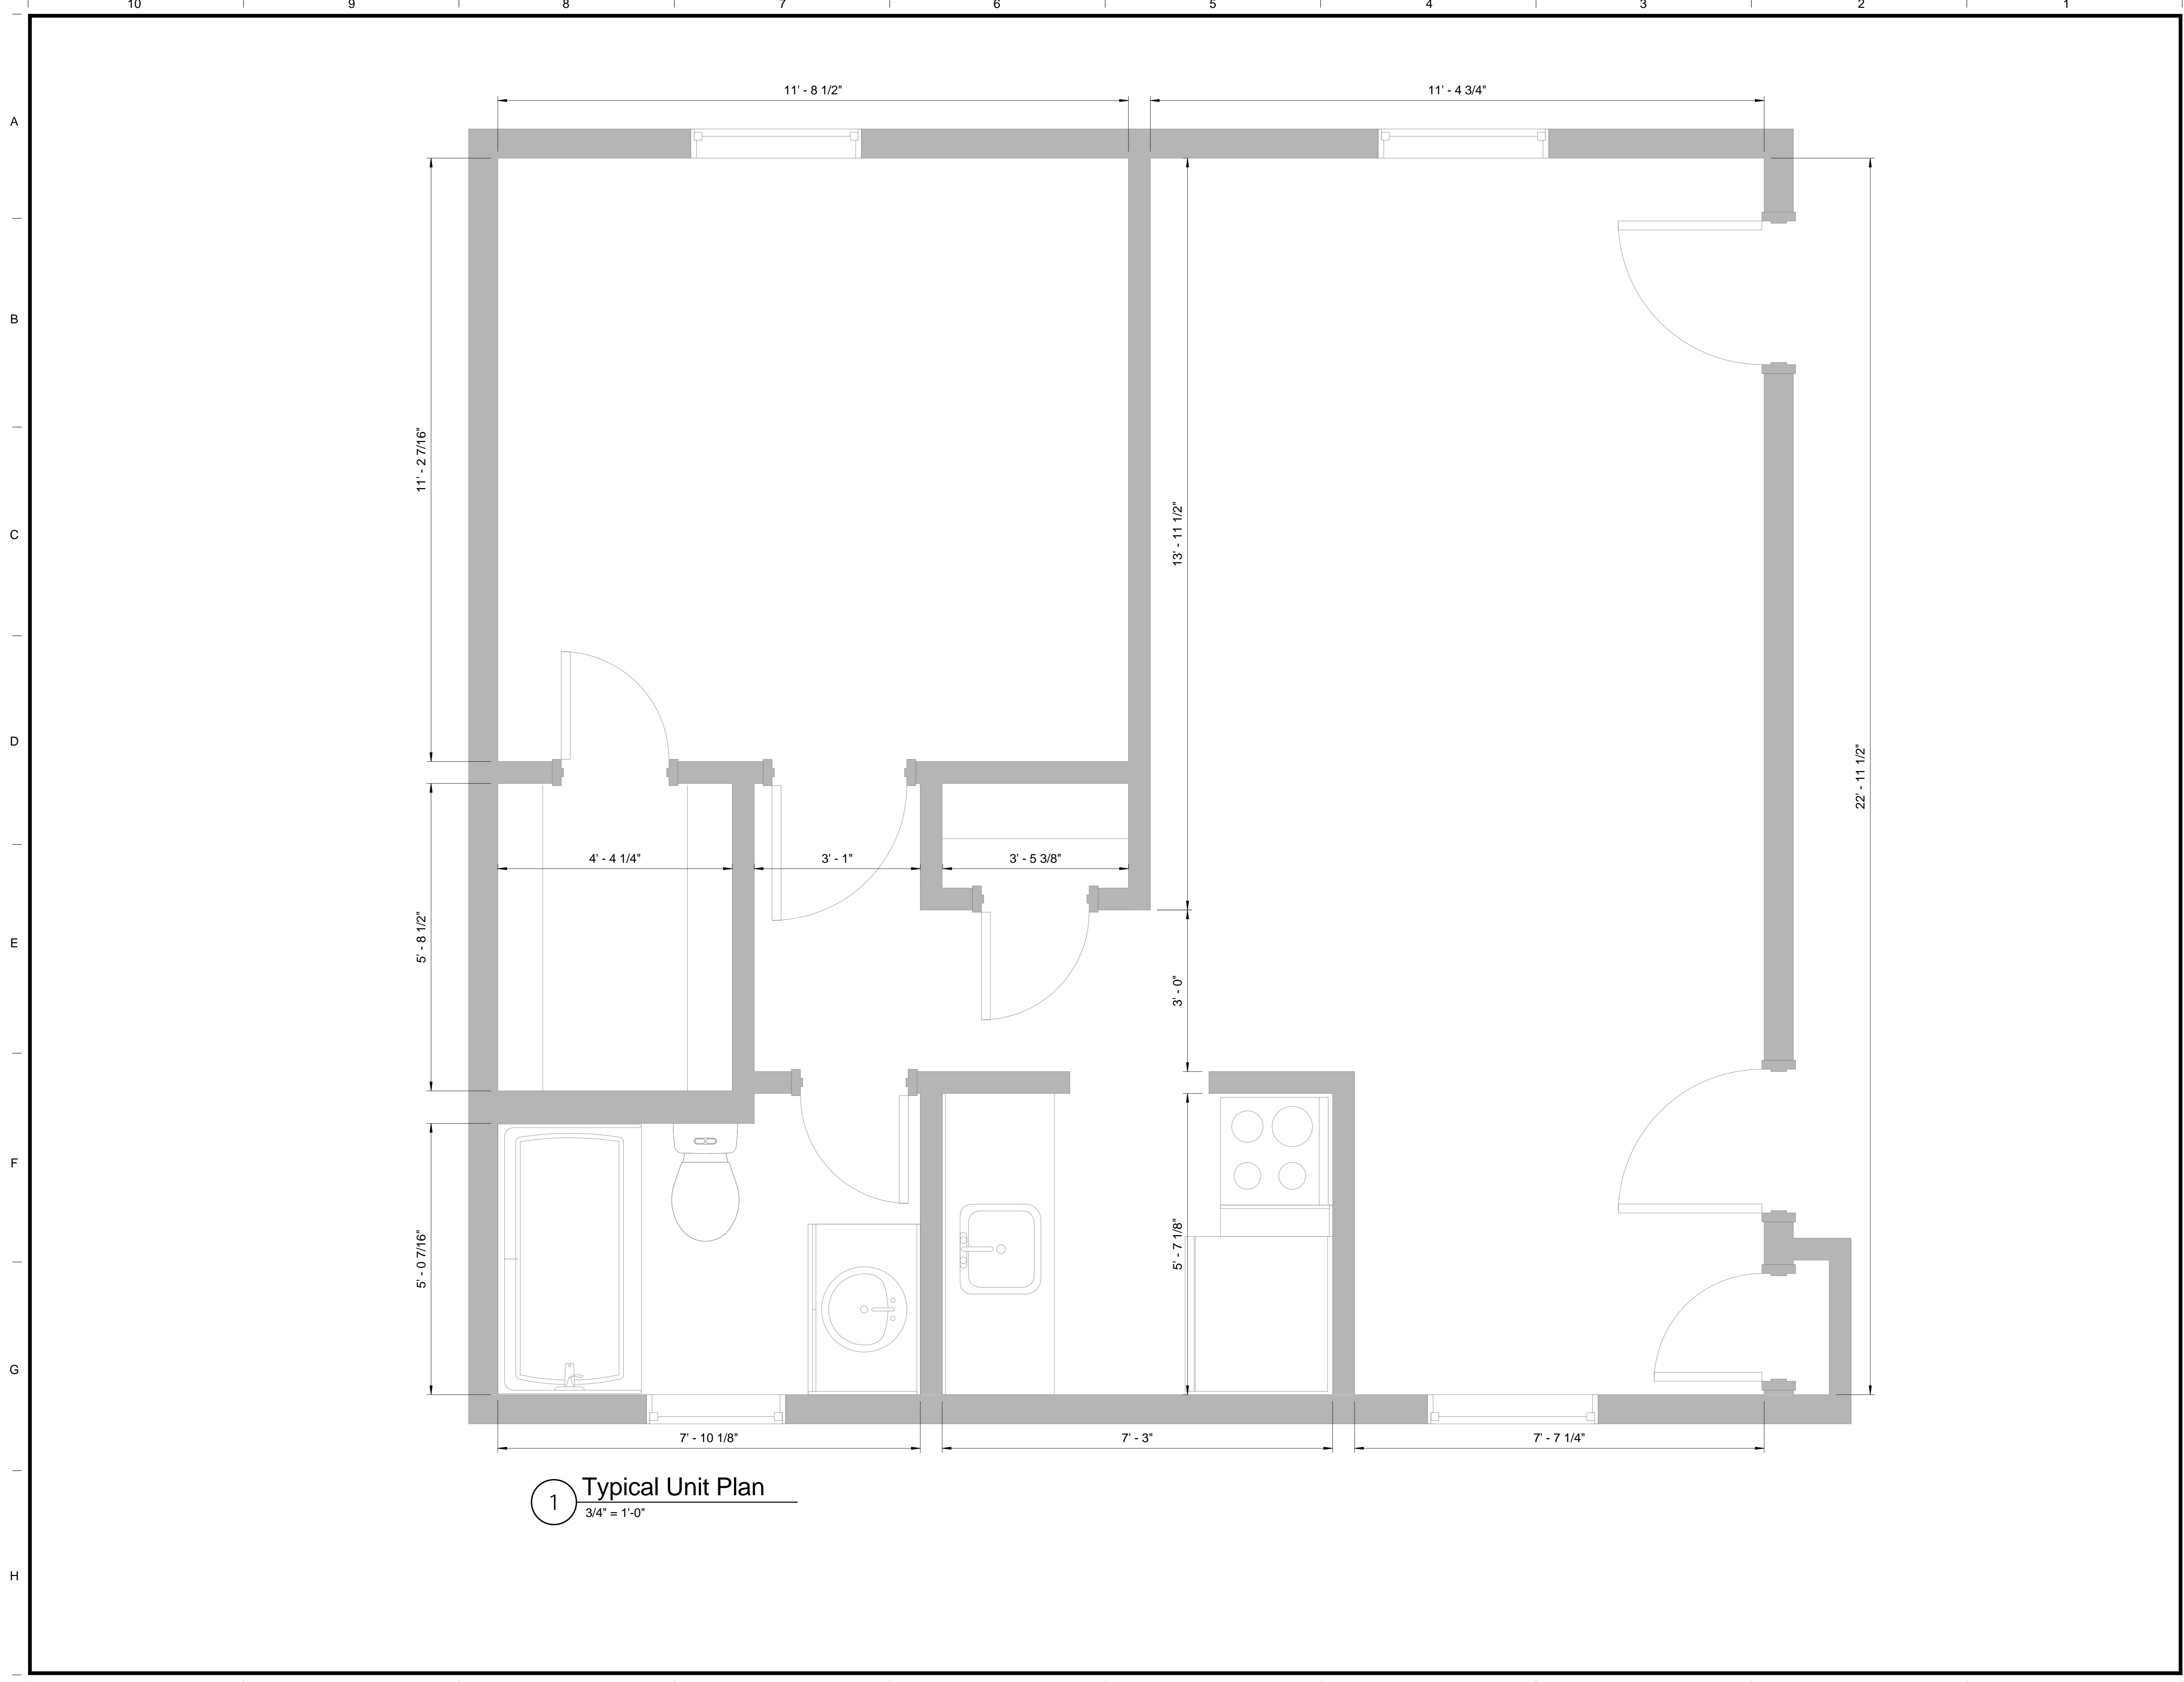 10 9 8 7 6 5 4 3 2 1
A
B
C
D
E
F
G
H
11' - 8 1/2"
11' - 4 3/4"
11' - 2 7/16"
13' - 11 1/2"
22' - 11 1/2"
4' - 4 1/4"
3' - 1"
3' - 5 3/8"
5' - 8 1/2"
3' - 0"
5' - 0 7/16"
5' - 7 1/8"
7' - 10 1/8"
7' - 3"
7' - 7 1/4"
1
Typical Unit Plan
3/4" = 1'-0"